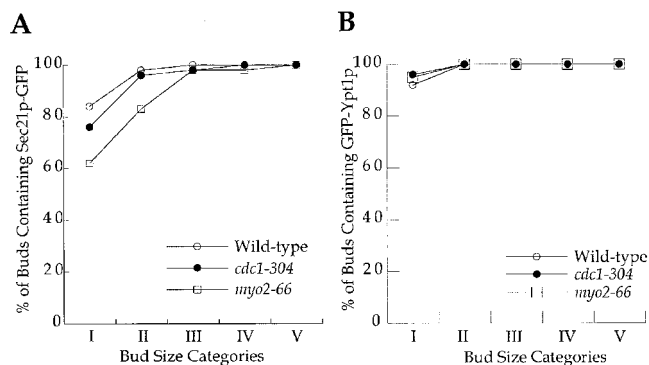 A
% of Buds Containing Sec21p-GFP
100
80
60
40
20
0
Wild-type
cdc1-304
myo2-66
I II III IV V
Bud Size Categories
B
% of Buds Containing GFP-Ypt1p
100
80
60
40
20
0
Wild-type
cdc1-304
myo2-66
I II III IV V
Bud Size Categories